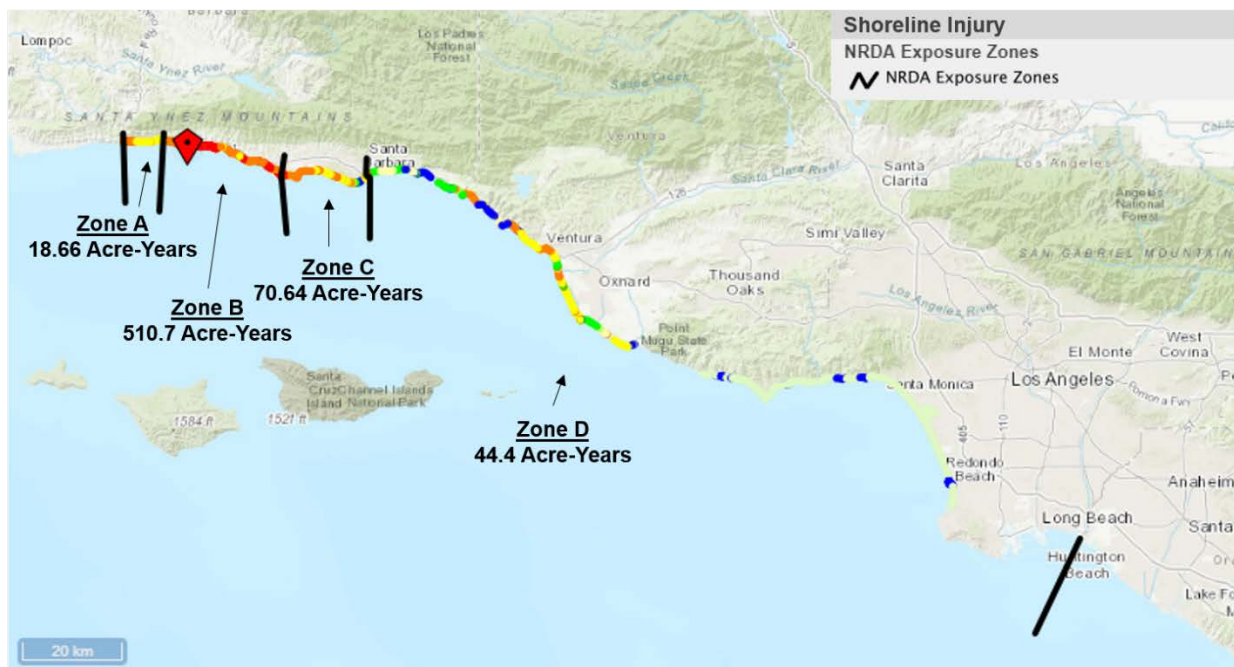 Shoreline Injury
NRDA Exposure Zones
NRDA Exposure Zones
Lompoc
Santa Ynez River
Los Padres
National
Forest
SANTA YNEZ MOUNTAINS
Santa
Barbara
Ventura
Santa Clara River
126
Santa
Clarita
Angeles
National
Forest
SAN GABRIEL MOUNTAINS
Zone A
18.66 Acre-Years
Zone B
510.7 Acre-Years
Zone C
70.64 Acre-Years
Ventura
Oxnard
Simi Valley
Thousand
Oaks
Los Angeles River
Point
Mugu State
Park
West
Covina
El Monte
Los Angeles
Santa Monica
Pomona Fwy
Santa
Cruz
Island
Channel Islands
National Park
1584 ft
1521 ft
Zone D
44.4 Acre-Years
405
110
Redondo
Beach
Anaheim
Long Beach
Santa
Huntington
Beach
Lake Fo
20 km